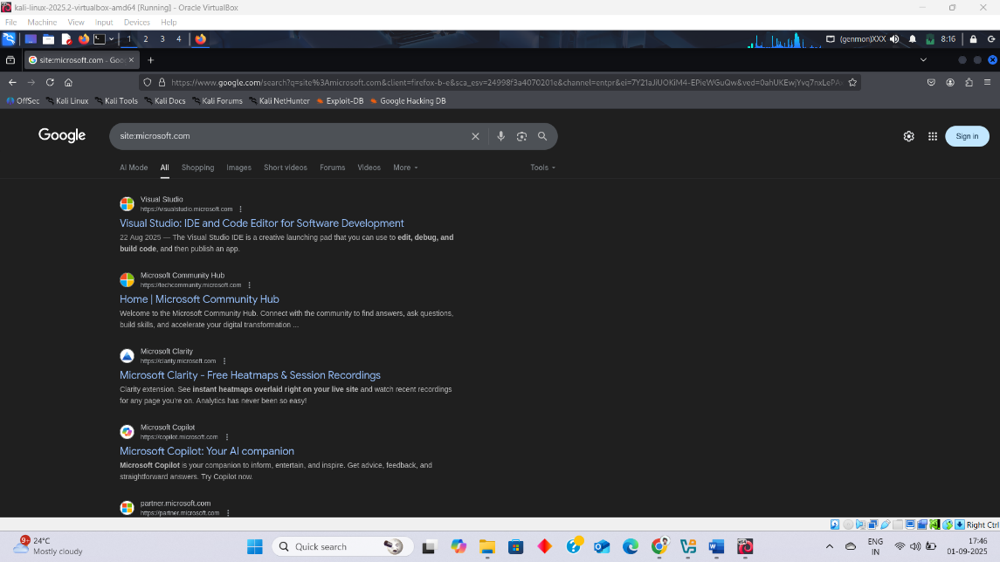 kali-linux-2025.2-virtualbox-amd64 [Running] - Oracle VirtualBox
File Machine View Input Devices Help
1 2 3 4 (genmon)XXX 8:16
site:microsoft.com - Goo
https://www.google.com/search?q=site%3Amicrosoft.com&client=firefox-b-e&sca_esv=24998f3a4070201e&channel=entpr&ei=7Y21aJiUOKiM4-EPieWGuQw&ved=0ahUKEwjYvq7nxLePA
OffSec Kali Linux Kali Tools Kali Docs Kali Forums Kali NetHunter Exploit-DB Google Hacking DB
Google site:microsoft.com Sign in
AI Mode All Shopping Images Short videos Forums Videos More Tools
Visual Studio
https://visualstudio.microsoft.com
Visual Studio: IDE and Code Editor for Software Development
22 Aug 2025 — The Visual Studio IDE is a creative launching pad that you can use to edit, debug, and
build code, and then publish an app.
Microsoft Community Hub
https://techcommunity.microsoft.com
Home | Microsoft Community Hub
Welcome to the Microsoft Community Hub. Connect with the community to find answers, ask questions,
build skills, and accelerate your digital transformation ...
Microsoft Clarity
https://clarity.microsoft.com
Microsoft Clarity - Free Heatmaps & Session Recordings
Clarity extension. See instant heatmaps overlaid right on your live site and watch recent recordings
for any page you're on. Analytics has never been so easy!
Microsoft Copilot
https://copilot.microsoft.com
Microsoft Copilot: Your AI companion
Microsoft Copilot is your companion to inform, entertain, and inspire. Get advice, feedback, and
straightforward answers. Try Copilot now.
partner.microsoft.com
https://partner.microsoft.com
Right Ctrl
9+ 24°C
Mostly cloudy
Quick search
ENG
IN
17:46
01-09-2025